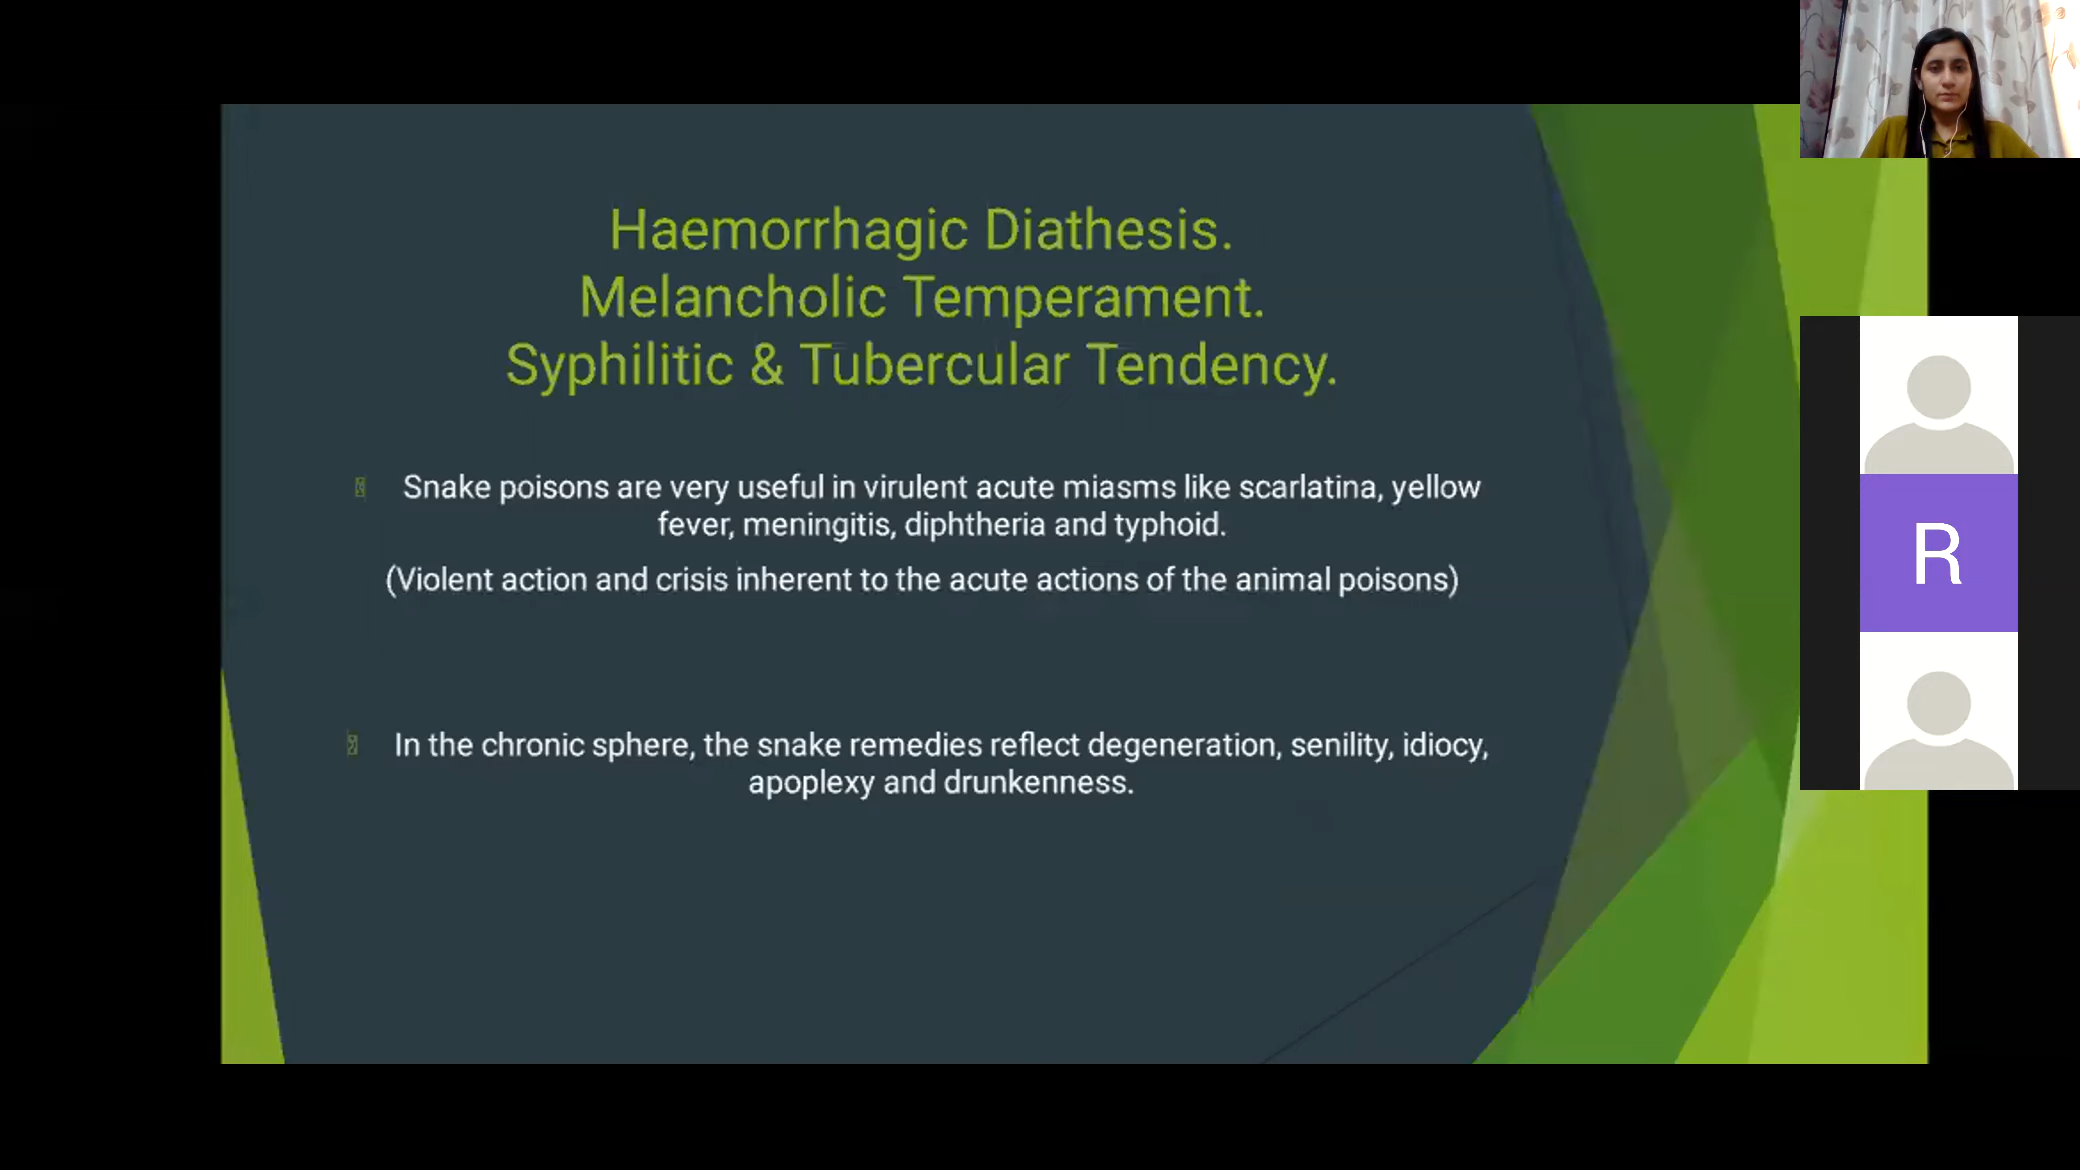 Haemorrhagic Diathesis.
Melancholic Temperament.
Syphilitic & Tubercular Tendency.
Snake poisons are very useful in virulent acute miasms like scarlatina, yellow
fever, meningitis, diphtheria and typhoid.
(Violent action and crisis inherent to the acute actions of the animal poisons)
In the chronic sphere, the snake remedies reflect degeneration, senility, idiocy,
apoplexy and drunkenness.
R